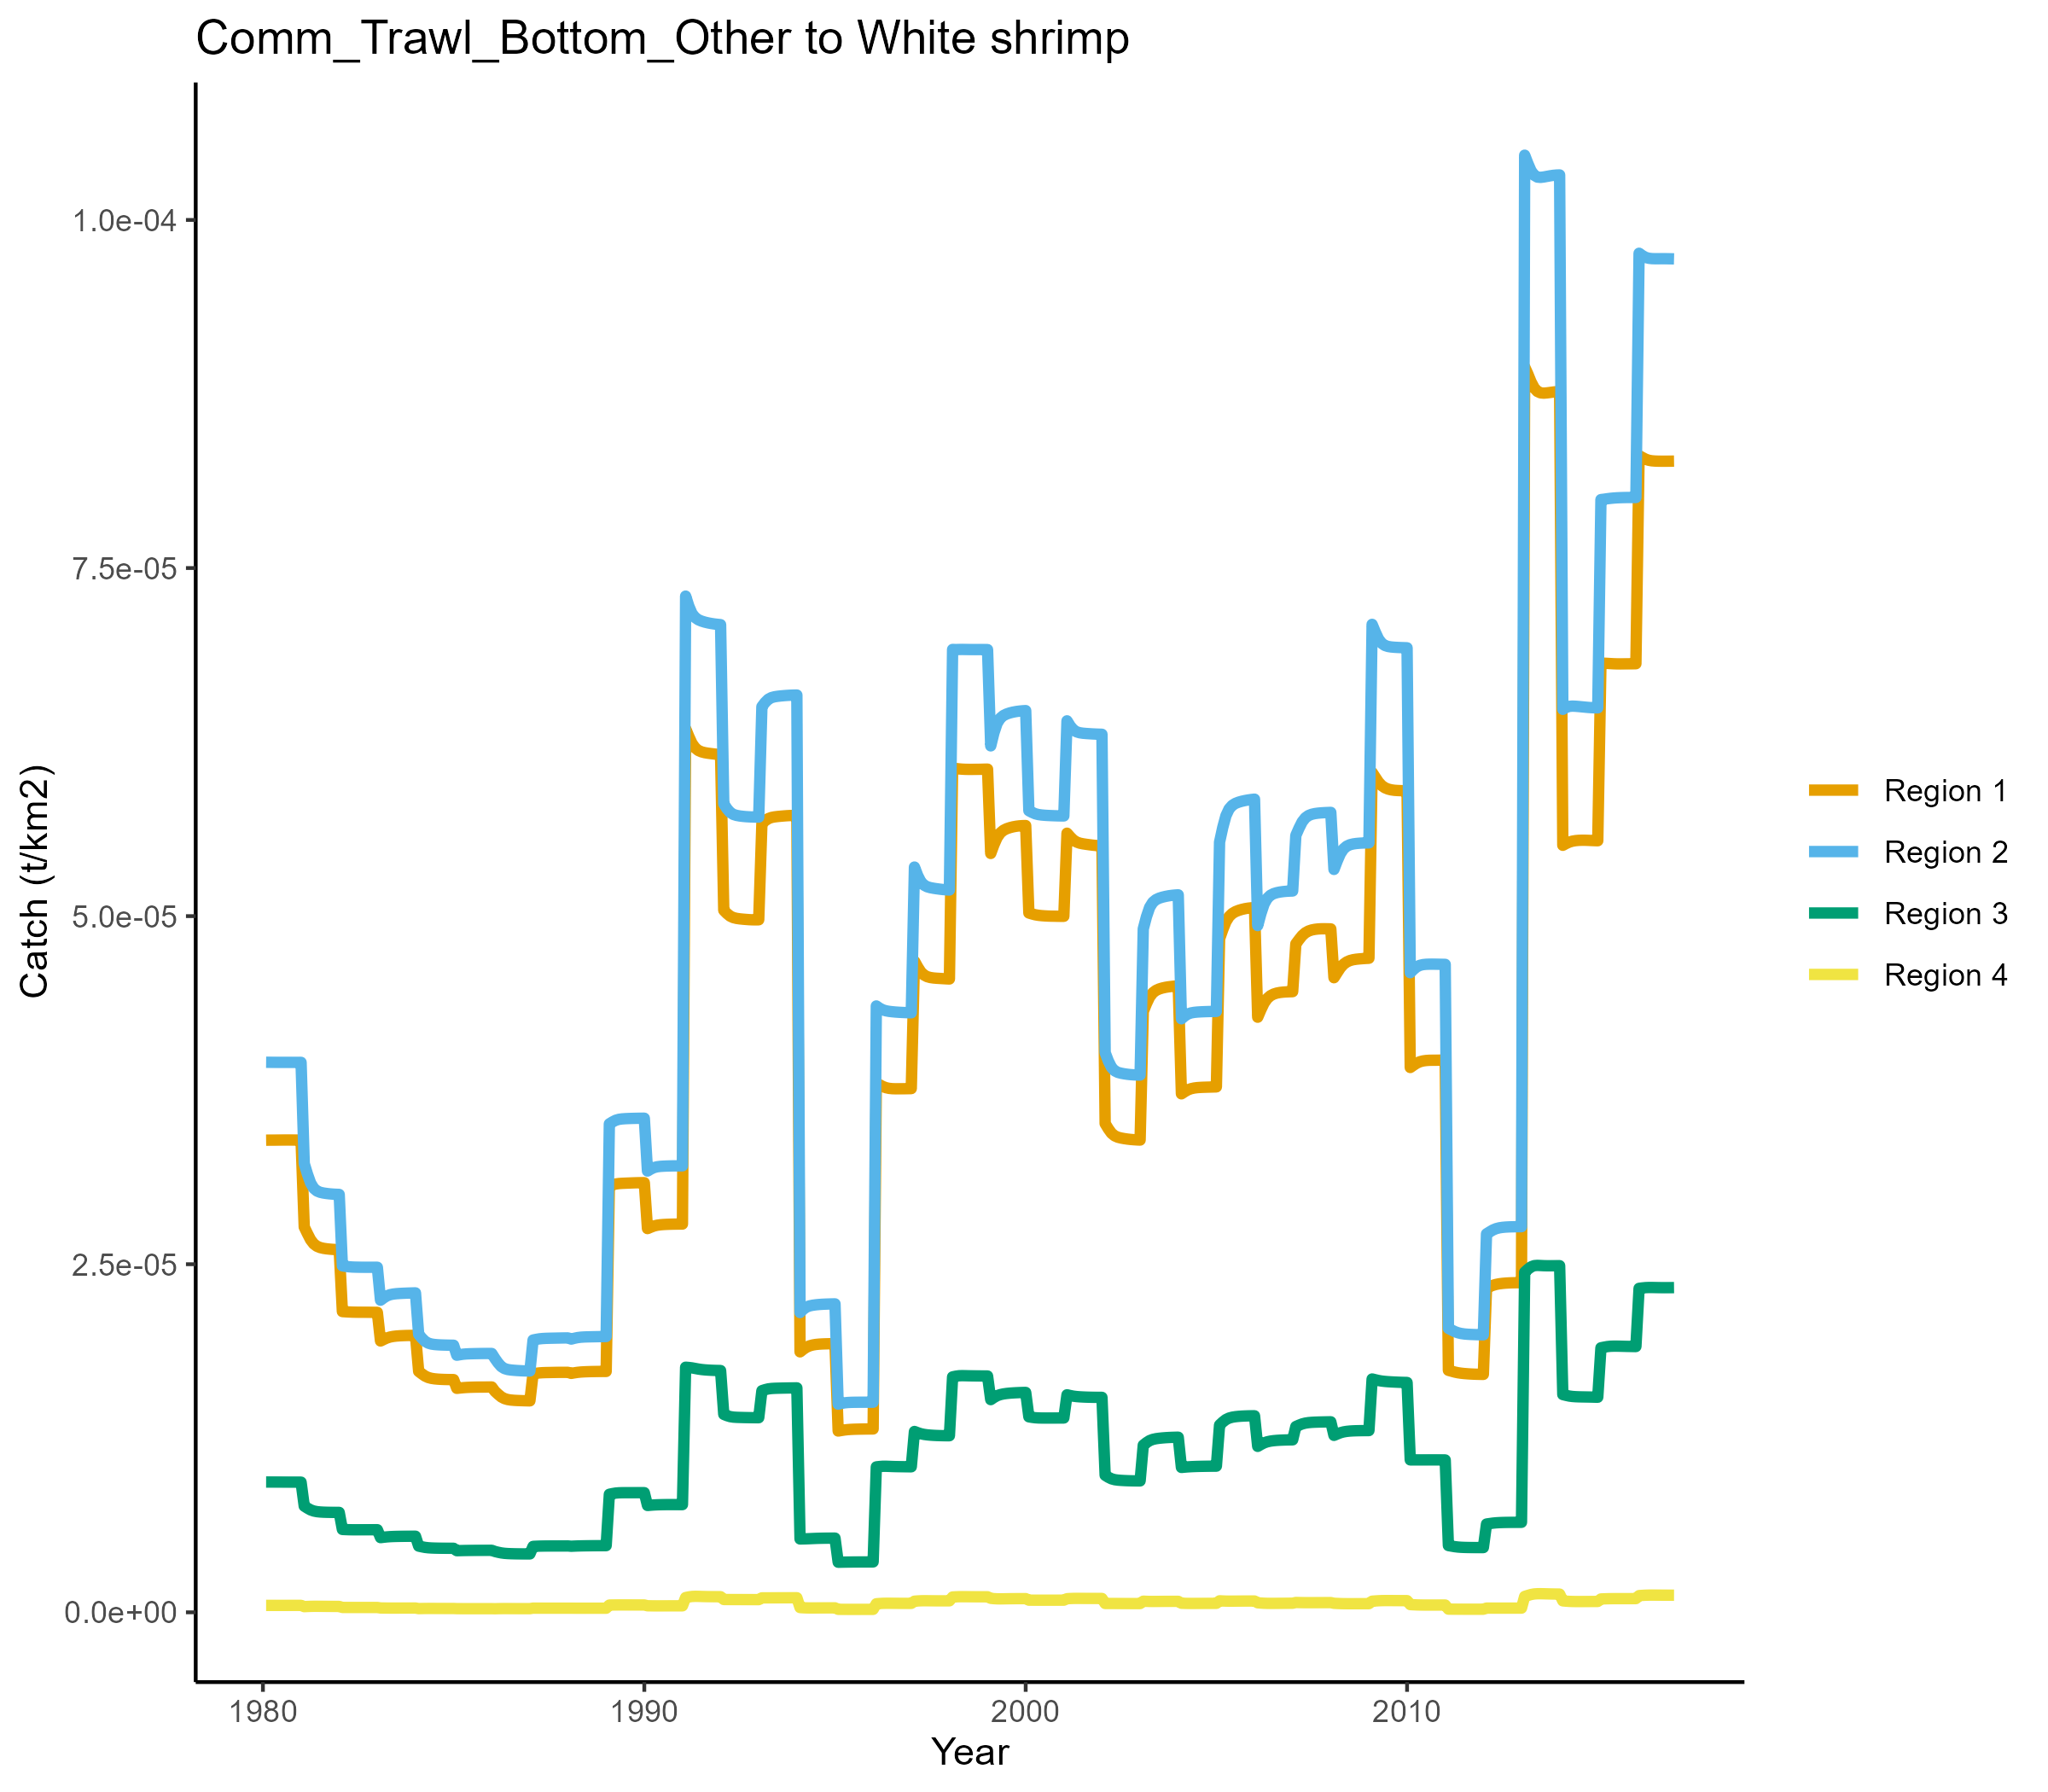 Comm_Trawl_Bottom_Other to White shrimp
Catch (t/km2)
1.0e-04
7.5e-05
5.0e-05
2.5e-05
0.0e+00
1980
1990
2000
2010
Year
Region 1
Region 2
Region 3
Region 4